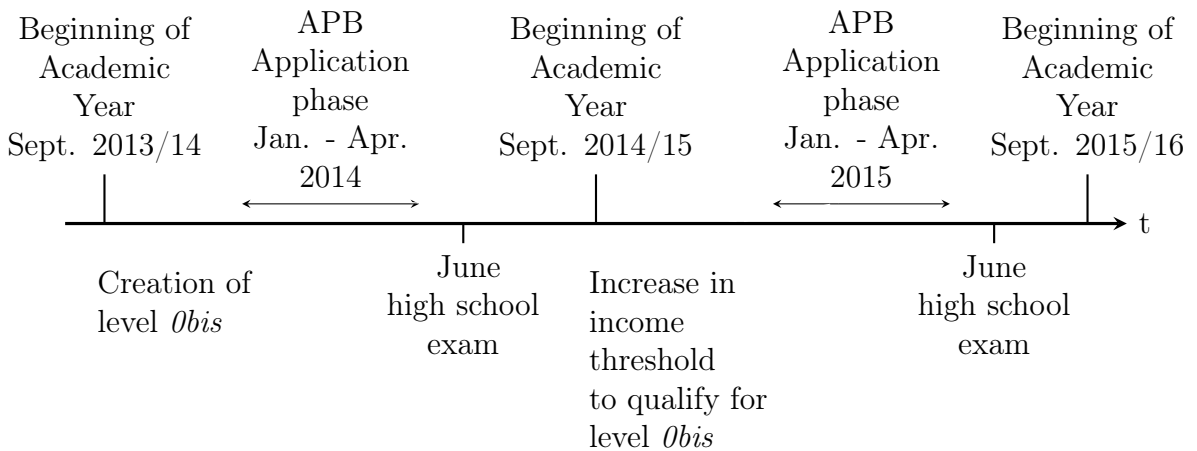 Beginning of
Academic
Year
Sept. 2013/14
APB
Application
phase
Jan. - Apr.
2014
Beginning of
Academic
Year
Sept. 2014/15
APB
Application
phase
Jan. - Apr.
2015
Beginning of
Academic
Year
Sept. 2015/16
t
Creation of
level 0bis
June
high school
exam
Increase in
income
threshold
to qualify for
level 0bis
June
high school
exam